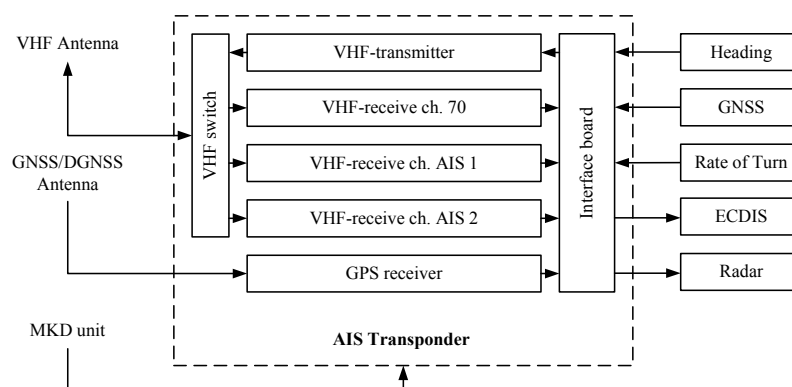 VHF Antenna
GNSS/DGNSS
Antenna
MKD unit
VHF switch
VHF-transmitter
VHF-receive ch. 70
VHF-receive ch. AIS 1
VHF-receive ch. AIS 2
GPS receiver
AIS Transponder
Interface board
Heading
GNSS
Rate of Turn
ECDIS
Radar